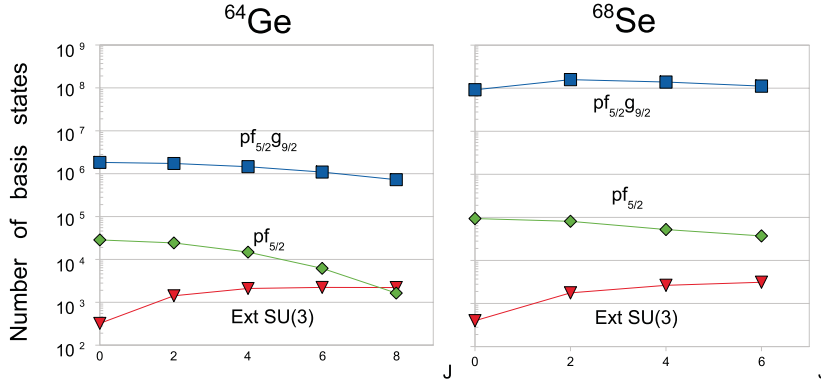 ⁶⁴Ge
⁶⁸Se
Number of basis states
10⁹
10⁸
10⁷
10⁶
10⁵
10⁴
10³
10²
pf₅/₂g₉/₂
pf₅/₂
Ext SU(3)
0 2 4 6 8
J
pf₅/₂g₉/₂
pf₅/₂
Ext SU(3)
0 2 4 6